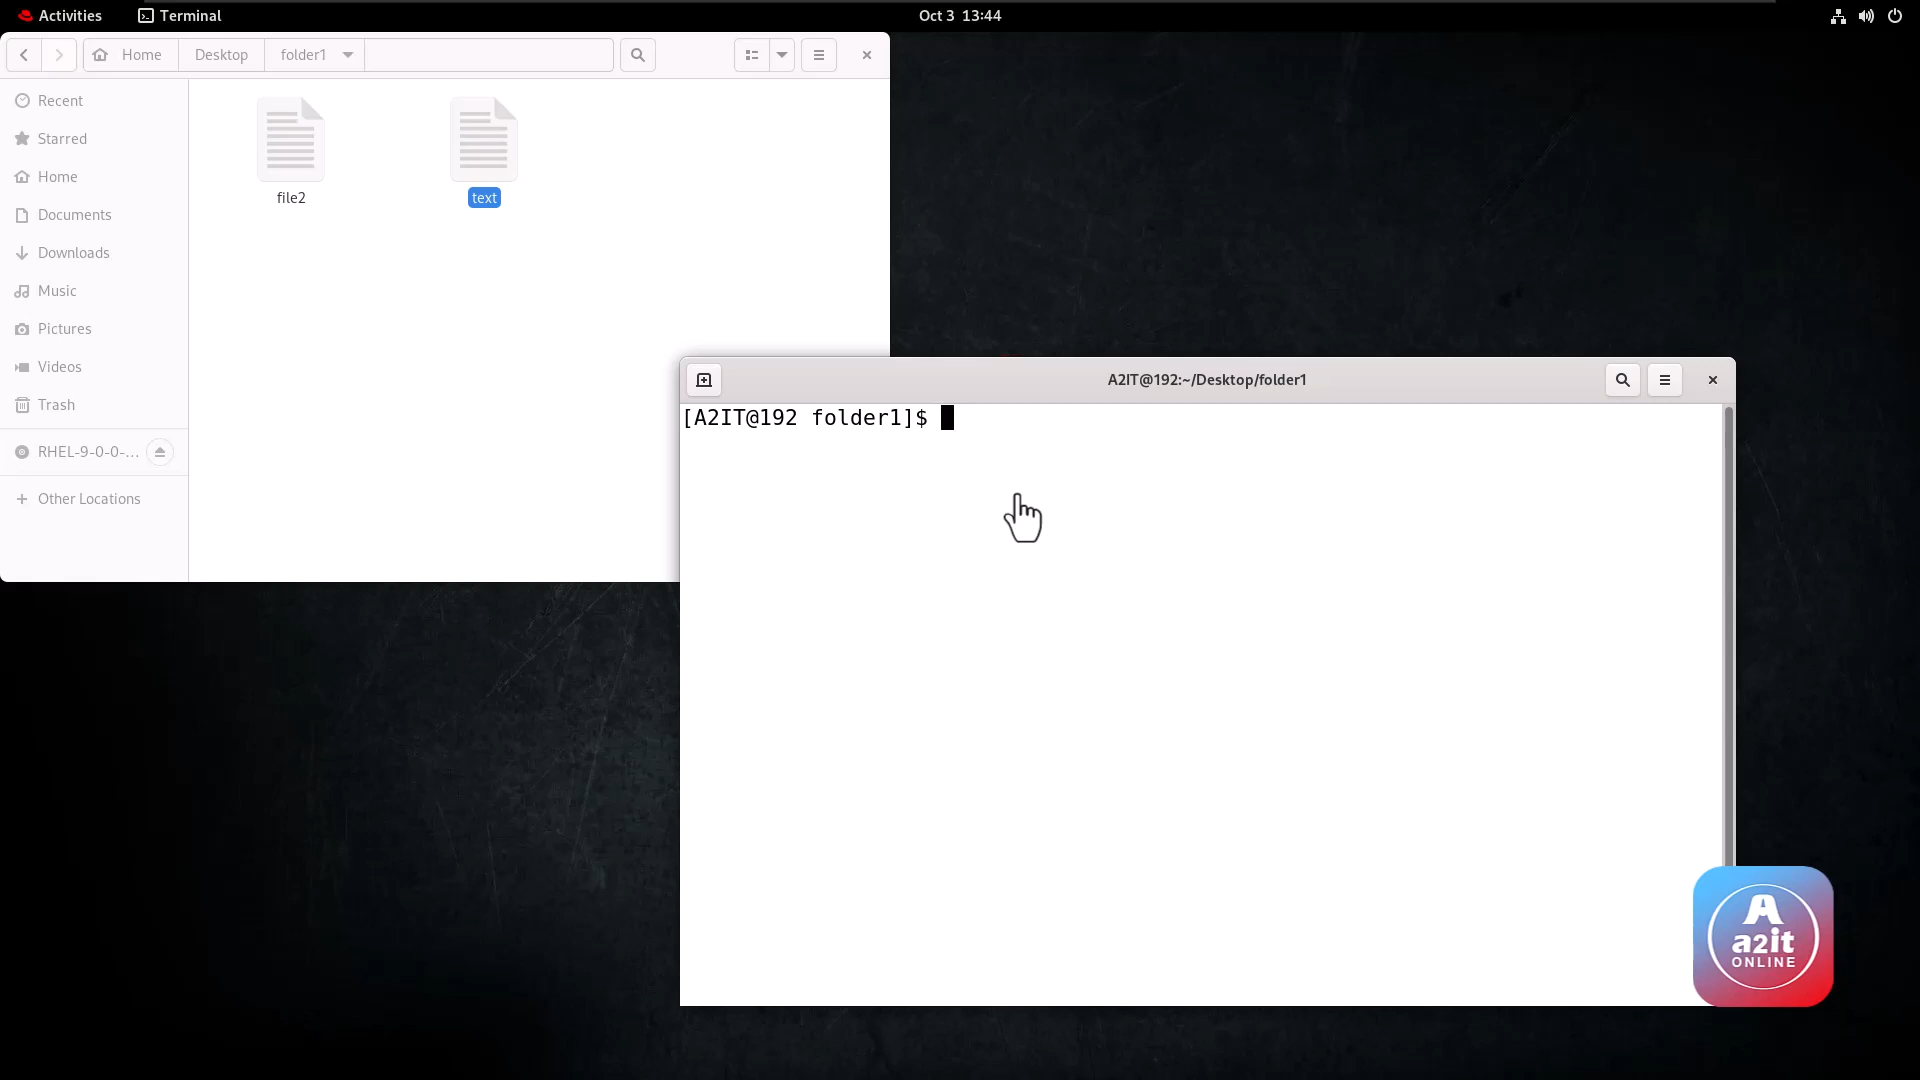 Activities
Terminal
Oct 3 13:44
Home
Desktop
folder1
Recent
Starred
Home
Documents
Downloads
Music
Pictures
Videos
Trash
RHEL-9-0-0-...
Other Locations
file2
text
A2IT@192:~/Desktop/folder1
[A2IT@192 folder1]$
A
a2it
ONLINE